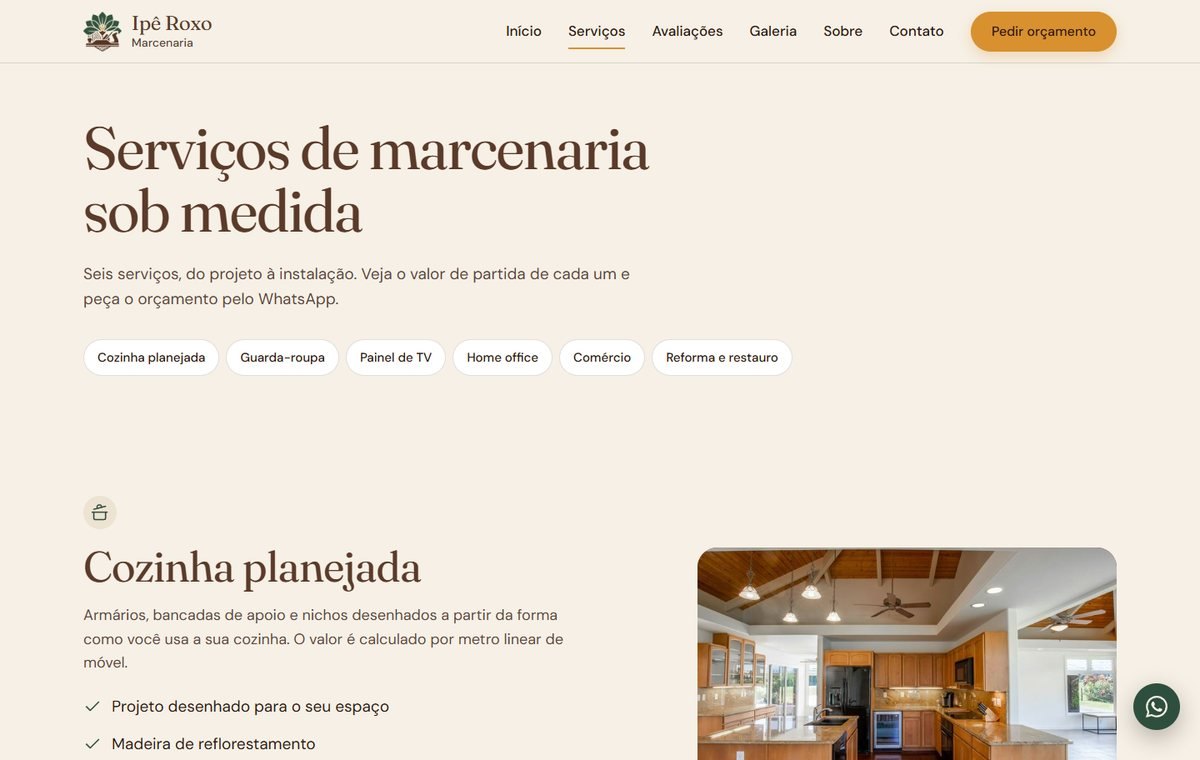 Ipê Roxo
Marcenaria
Início
Serviços
Avaliações
Galeria
Sobre
Contato
Pedir orçamento
Serviços de marcenaria
sob medida
Seis serviços, do projeto à instalação. Veja o valor de partida de cada um e
peça o orçamento pelo WhatsApp.
Cozinha planejada
Guarda-roupa
Painel de TV
Home office
Comércio
Reforma e restauro
Cozinha planejada
Armários, bancadas de apoio e nichos desenhados a partir da forma
como você usa a sua cozinha. O valor é calculado por metro linear de
móvel.
Projeto desenhado para o seu espaço
Madeira de reflorestamento